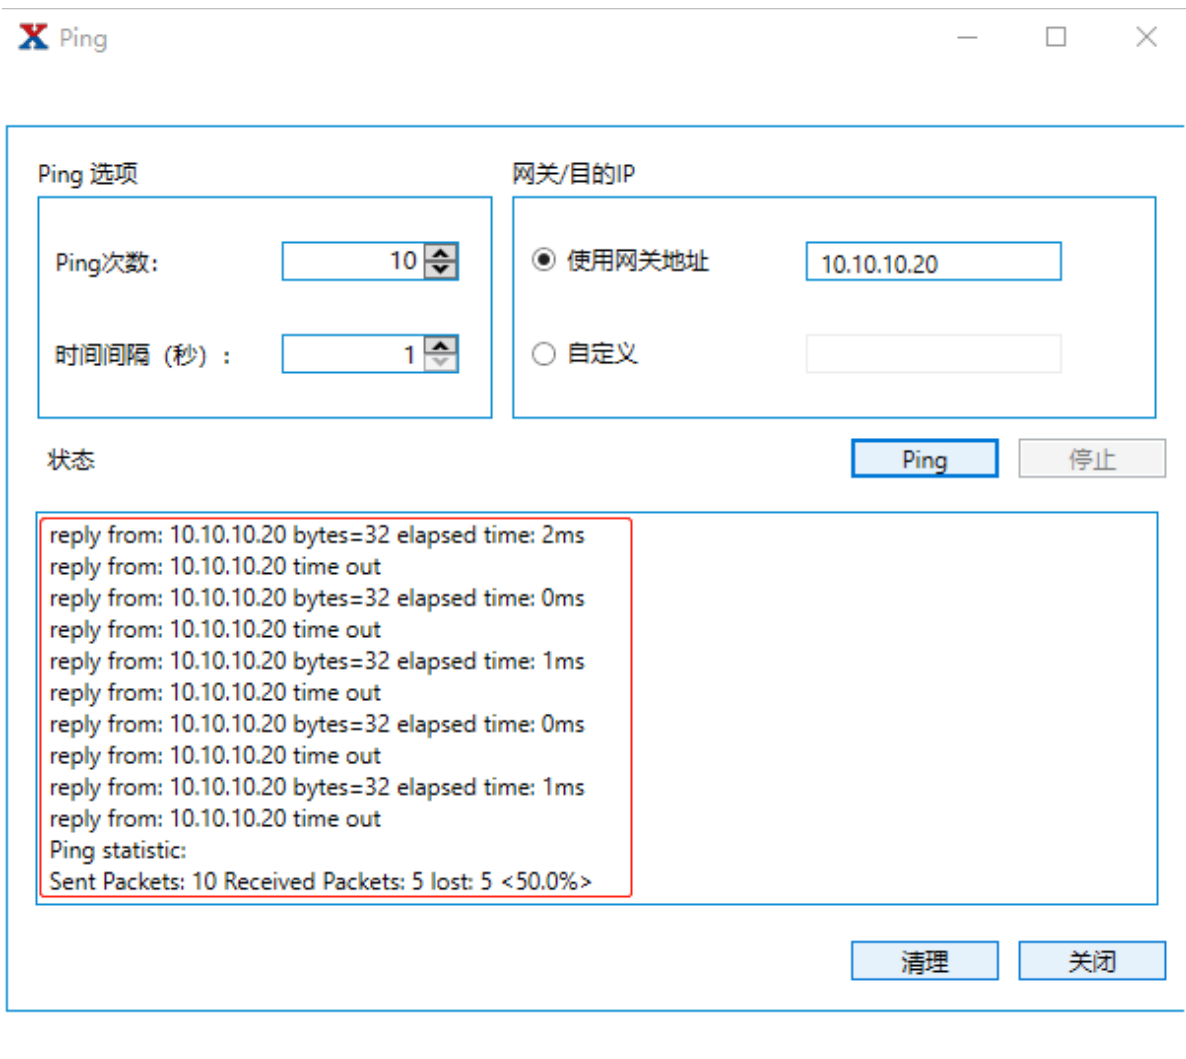 Ping
Ping 选项
网关/目的IP
Ping次数:
10
使用网关地址
10.10.10.20
时间间隔（秒）:
1
自定义
状态
Ping
停止
reply from: 10.10.10.20 bytes=32 elapsed time: 2ms
reply from: 10.10.10.20 time out
reply from: 10.10.10.20 bytes=32 elapsed time: 0ms
reply from: 10.10.10.20 time out
reply from: 10.10.10.20 bytes=32 elapsed time: 1ms
reply from: 10.10.10.20 time out
reply from: 10.10.10.20 bytes=32 elapsed time: 0ms
reply from: 10.10.10.20 time out
reply from: 10.10.10.20 bytes=32 elapsed time: 1ms
reply from: 10.10.10.20 time out
Ping statistic:
Sent Packets: 10 Received Packets: 5 lost: 5 <50.0%>
清理
关闭